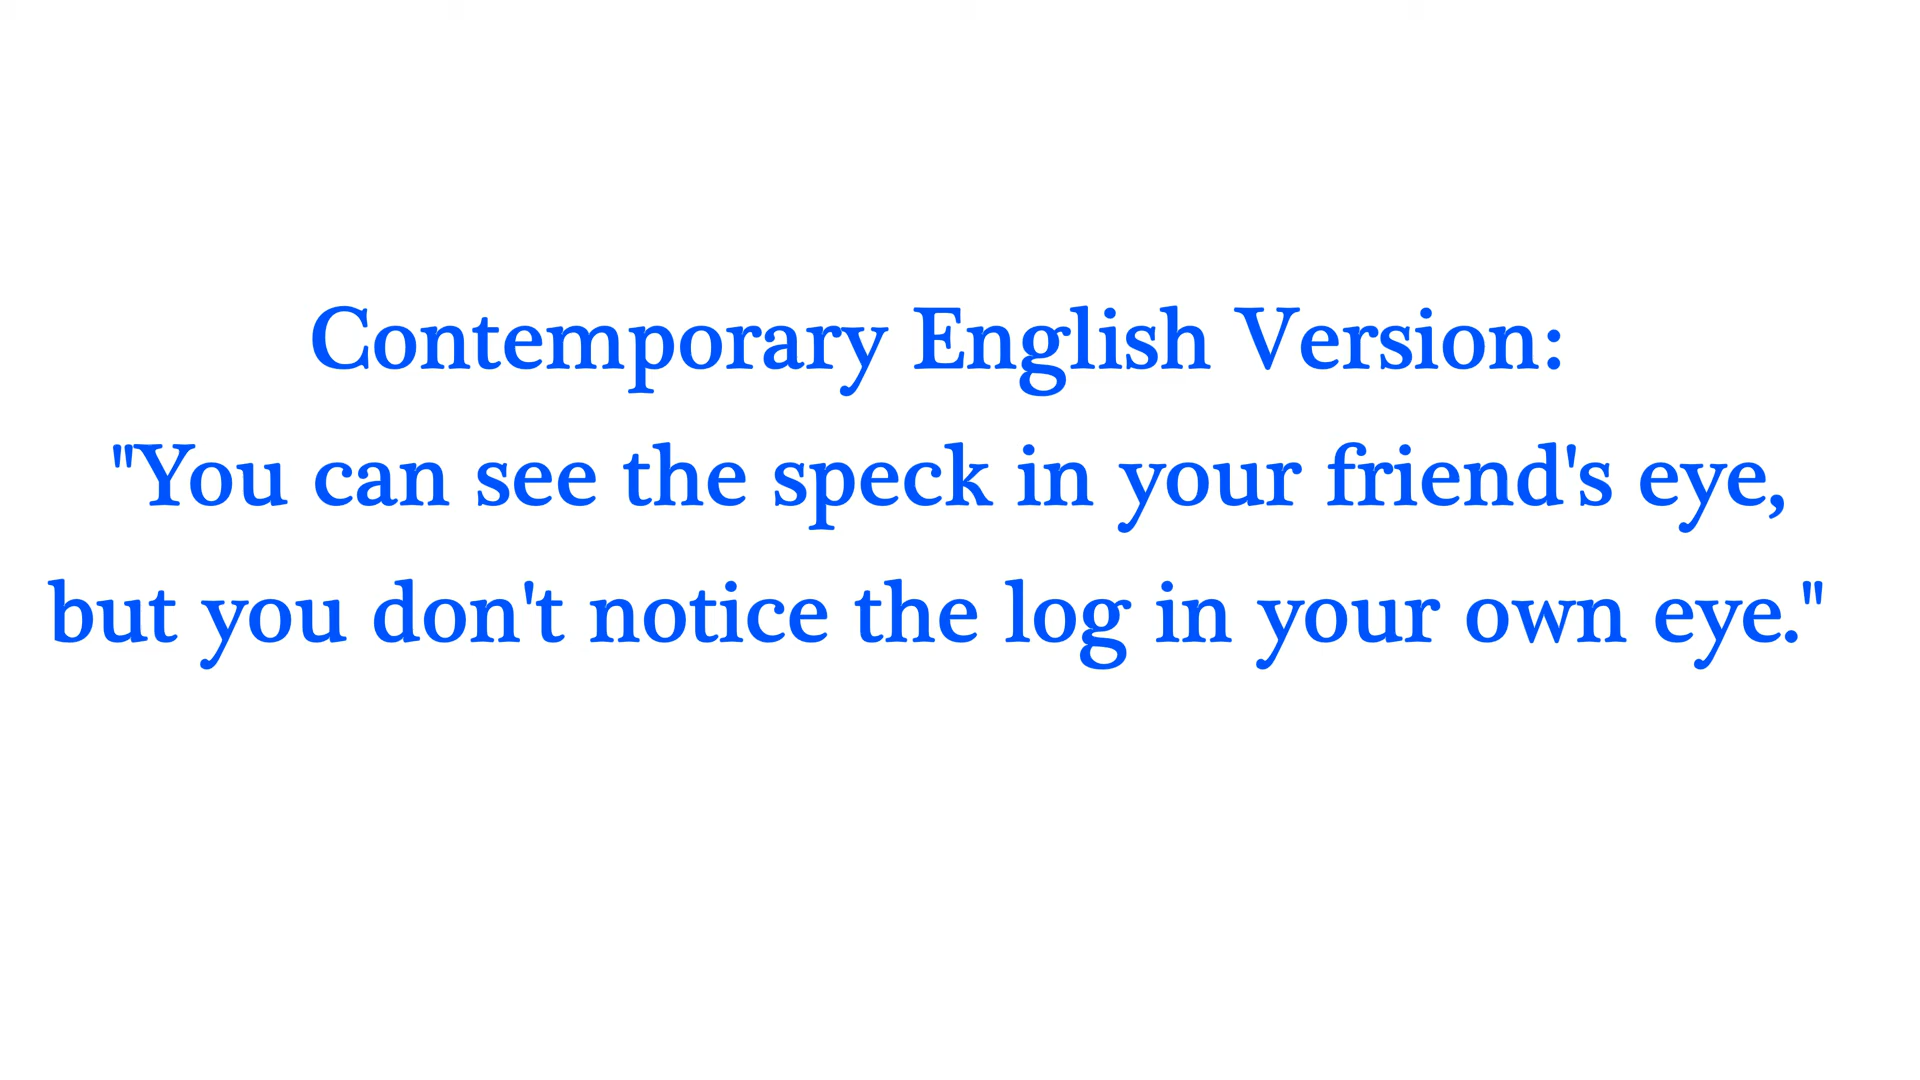 Contemporary English Version:
"You can see the speck in your friend's eye,
but you don't notice the log in your own eye."